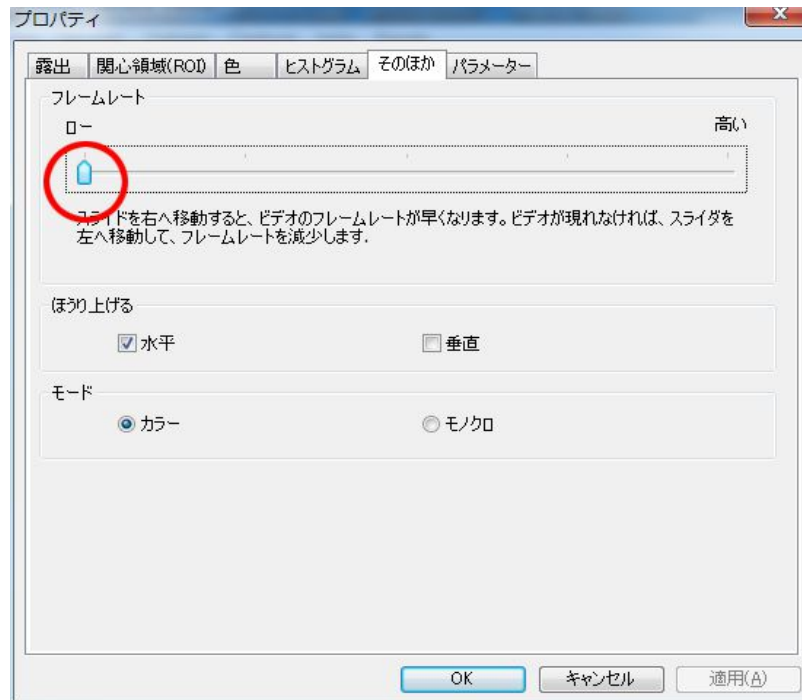 プロパティ
露出 関心領域(ROI) 色 ヒストグラム そのほか パラメーター
フレームレート
ロー 高い
スライドを右へ移動すると、ビデオのフレームレートが早くなります。ビデオが現れなければ、スライダを
左へ移動して、フレームレートを減少します.
ほうり上げる
水平 垂直
モード
カラー モノクロ
OK キャンセル 適用(A)